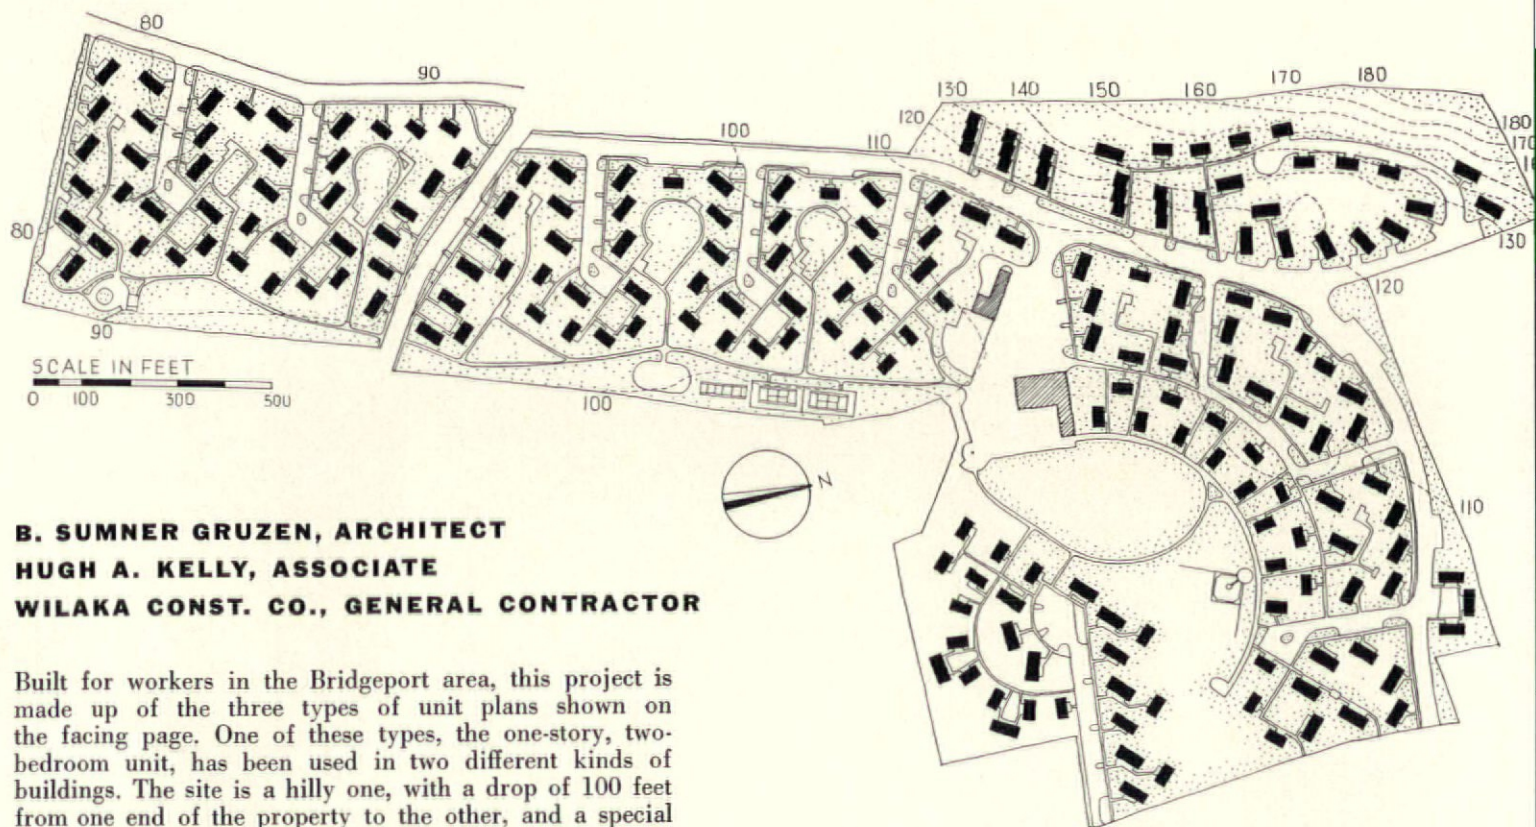 80
90
130 140 150 160 170 180
120
180
170
100
110
80
130
120
90
SCALE IN FEET
0 100 300 500
100
N
110
B. SUMNER GRUZEN, ARCHITECT
HUGH A. KELLY, ASSOCIATE
WILAKA CONST. CO., GENERAL CONTRACTOR
Built for workers in the Bridgeport area, this project is
made up of the three types of unit plans shown on
the facing page. One of these types, the one-story, two-
bedroom unit, has been used in two different kinds of
buildings. The site is a hilly one, with a drop of 100 feet
from one end of the property to the other, and a special